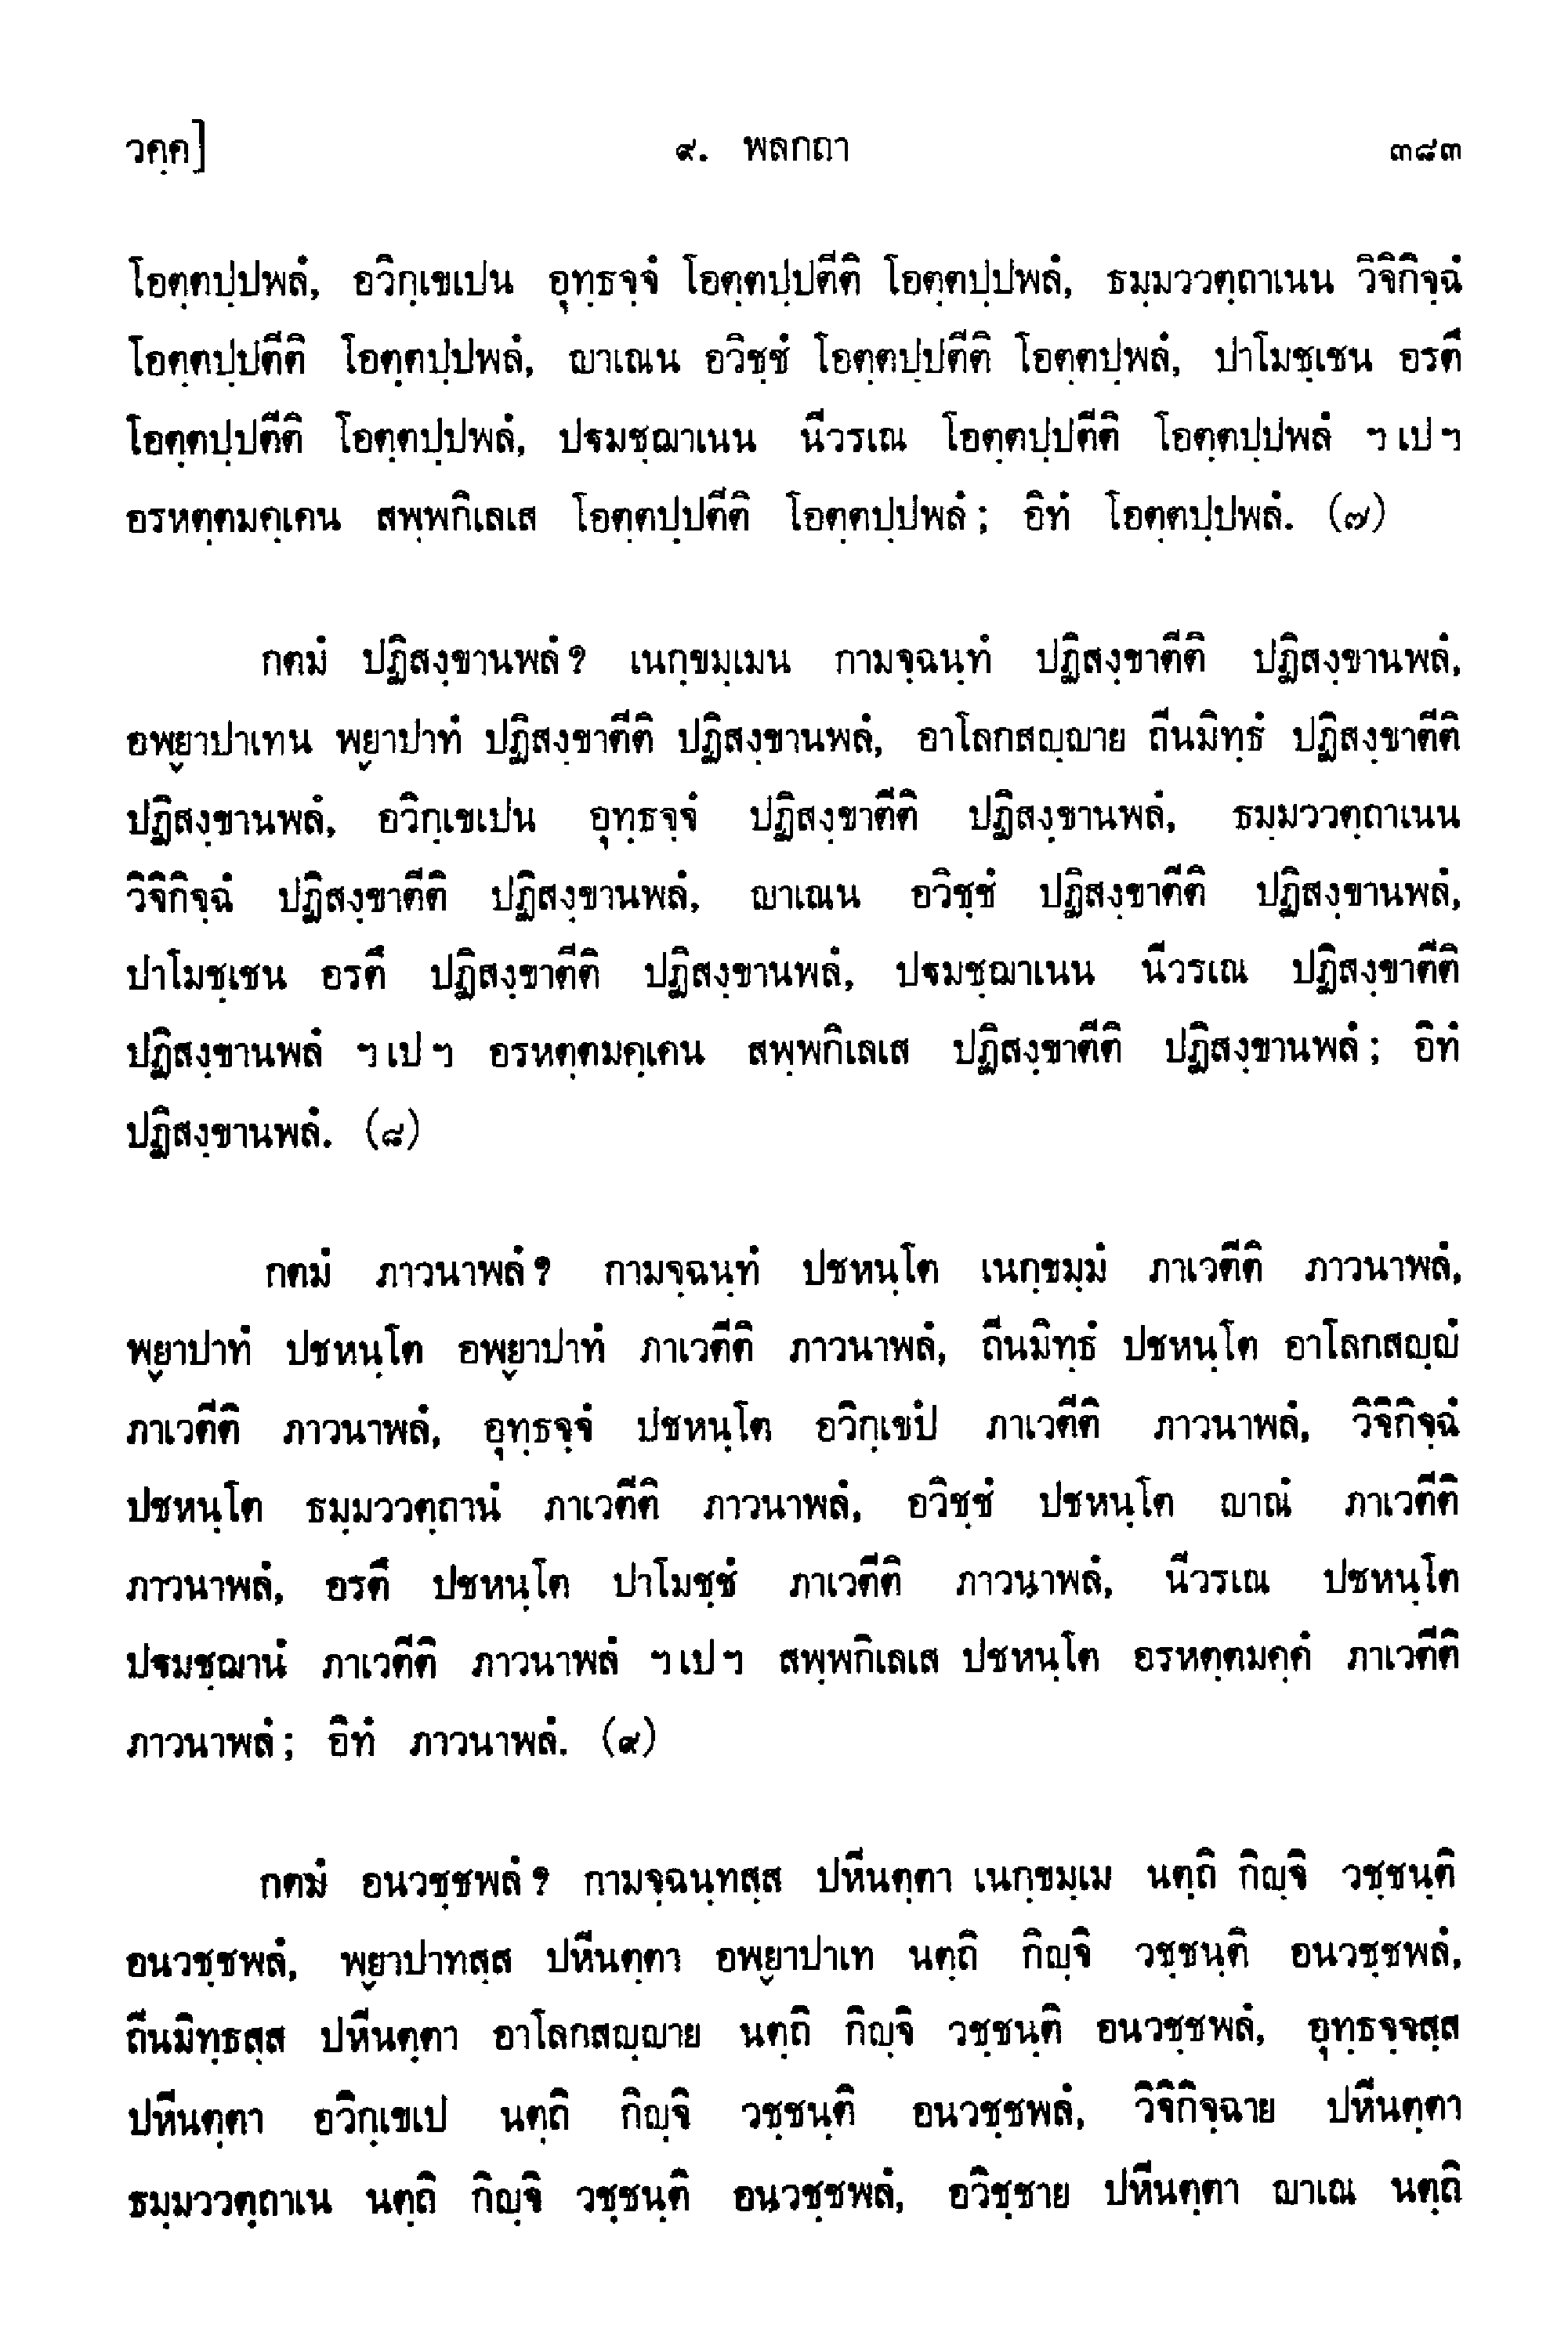 วคฺค]	๙. พลกถา	๓๘๓
โอตฺตปฺปพลํ, อวิกฺเขเปน อุทฺธจฺจํ โอตฺตปฺปตีติ โอตฺตปฺปพลํ, ธมฺมววตฺถาเนน วิจิกิจฺฉํ
โอตฺตปฺปตีติ โอตฺตปฺปพลํ, ญาเณน อวิชฺชํ โอตฺตปฺปตีติ โอตฺตปฺพลํ, ปาโมชฺเชน อรตึ
โอตฺตปฺปตีติ โอตฺตปฺปพลํ, ปฐมชฺฌาเนน นีวรเณ โอตฺตปฺปตีติ โอตฺตปฺปพลํ ฯ เป ฯ
อรหตฺตมคฺเคน สพฺพกิเลเส โอตฺตปฺปตีติ โอตฺตปฺปพลํ; อิทํ โอตฺตปฺปพลํ. (๗)
กตมํ ปฏิสงฺขานพลํ? เนกฺขมฺเมน กามจฺฉนฺทํ ปฏิสงฺขาตีติ ปฏิสงฺขานพลํ,
อพฺยาปาเทน พฺยาปาทํ ปฏิสงฺขาตีติ ปฏิสงฺขานพลํ, อาโลกสญฺญาย ถีนมิทฺธํ ปฏิสงฺขาตีติ
ปฏิสงฺขานพลํ, อวิกฺเขเปน อุทฺธจฺจํ ปฏิสงฺขาตีติ ปฏิสงฺขานพลํ, ธมฺมววตฺถาเนน
วิจิกิจฺฉํ ปฏิสงฺขาตีติ ปฏิสงฺขานพลํ, ญาเณน อวิชฺชํ ปฏิสงฺขาตีติ ปฏิสงฺขานพลํ,
ปาโมชฺเชน อรตึ ปฏิสงฺขาตีติ ปฏิสงฺขานพลํ, ปฐมชฺฌาเนน นีวรเณ ปฏิสงฺขาตีติ
ปฏิสงฺขานพลํ ฯ เป ฯ อรหตฺตมคฺเคน สพฺพกิเลเส ปฏิสงฺขาตีติ ปฏิสงฺขานพลํ; อิทํ
ปฏิสงฺขานพลํ. (๘)
กตมํ ภาวนาพลํ? กามจฺฉนฺทํ ปชหนฺโต เนกฺขมฺมํ ภาเวตีติ ภาวนาพลํ,
พฺยาปาทํ ปชหนฺโต อพฺยาปาทํ ภาเวตีติ ภาวนาพลํ, ถีนมิทฺธํ ปชหนฺโต อาโลกสญฺญํ
ภาเวตีติ ภาวนาพลํ, อุทฺธจฺจํ ปชหนฺโต อวิกฺเขปํ ภาเวตีติ ภาวนาพลํ, วิจิกิจฺฉํ
ปชหนฺโต ธมฺมววตฺถานํ ภาเวตีติ ภาวนาพลํ, อวิชฺชํ ปชหนฺโต ญาณํ ภาเวตีติ
ภาวนาพลํ, อรตึ ปชหนฺโต ปาโมชฺชํ ภาเวตีติ ภาวนาพลํ, นีวรเณ ปชหนฺโต
ปฐมชฺฌานํ ภาเวตีติ ภาวนาพลํ ฯ เป ฯ สพฺพกิเลเส ปชหนฺโต อรหตฺตมคฺคํ ภาเวตีติ
ภาวนาพลํ; อิทํ ภาวนาพลํ. (๙)
กตมํ อนวชฺชพลํ? กามจฺฉนฺทสฺส ปหีนตฺตา เนกฺขมฺเม นตฺถิ กิญฺจิ วชฺชนฺติ
อนวชฺชพลํ, พฺยาปาทสฺส ปหีนตฺตา อพฺยาปาเท นตฺถิ กิญฺจิ วชฺชนฺติ อนวชฺชพลํ,
ถีนมิทฺธสฺส ปหีนตฺตา อาโลกสญฺญาย นตฺถิ กิญฺจิ วชฺชนฺติ อนวชฺชพลํ, อุทฺธจฺจสฺส
ปหีนตฺตา อวิกฺเขเป นตฺถิ กิญฺจิ วชฺชนฺติ อนวชฺชพลํ, วิจิกิจฺฉาย ปหีนตฺตา
ธมฺมววตฺถาเน นตฺถิ กิญฺจิ วชฺชนฺติ อนวชฺชพลํ, อวิชฺชาย ปหีนตฺตา ญาเณ นตฺถิ